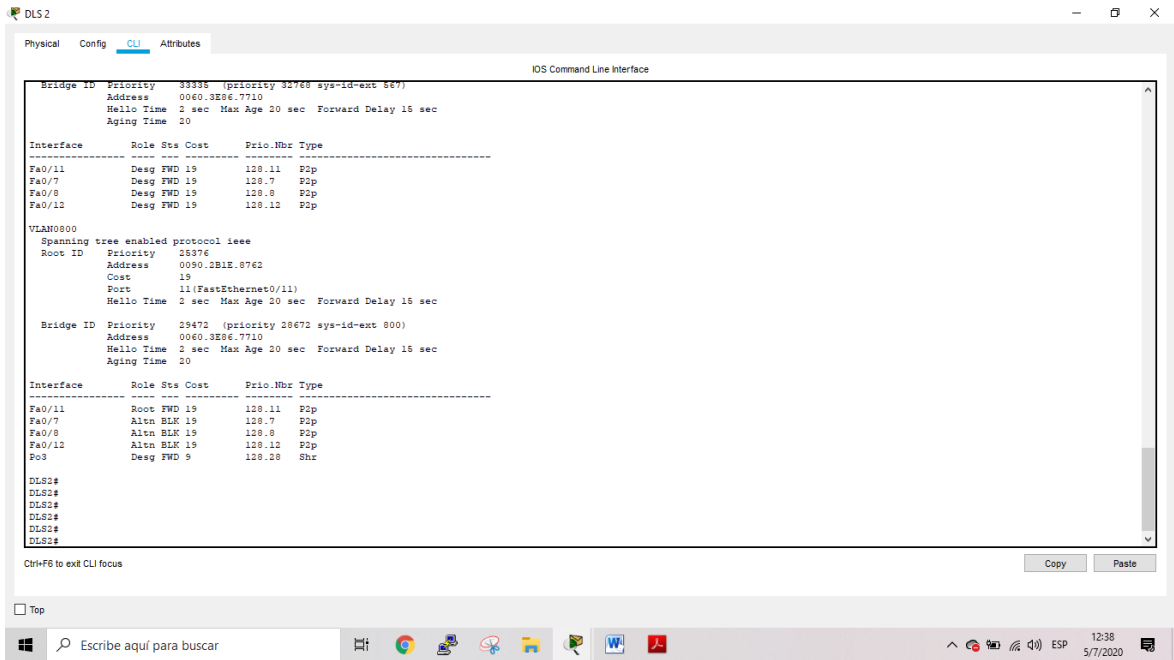 DLS 2
Physical Config CLI Attributes
IOS Command Line Interface
Bridge ID Priority 33335 (priority 32768 sys-id-ext 567)
Address 0060.3E86.7710
Hello Time 2 sec Max Age 20 sec Forward Delay 15 sec
Aging Time 20
Interface Role Sts Cost Prio.Nbr Type
---------------- ---- --- --------- -------- --------------------------------
Fa0/11 Desg FWD 19 128.11 P2p
Fa0/7 Desg FWD 19 128.7 P2p
Fa0/8 Desg FWD 19 128.8 P2p
Fa0/12 Desg FWD 19 128.12 P2p
VLAN0800
Spanning tree enabled protocol ieee
Root ID Priority 25376
Address 0090.2B1E.8762
Cost 19
Port 11(FastEthernet0/11)
Hello Time 2 sec Max Age 20 sec Forward Delay 15 sec
Bridge ID Priority 29472 (priority 28672 sys-id-ext 800)
Address 0060.3E86.7710
Hello Time 2 sec Max Age 20 sec Forward Delay 15 sec
Aging Time 20
Interface Role Sts Cost Prio.Nbr Type
---------------- ---- --- --------- -------- --------------------------------
Fa0/11 Root FWD 19 128.11 P2p
Fa0/7 Altn BLK 19 128.7 P2p
Fa0/8 Altn BLK 19 128.8 P2p
Fa0/12 Altn BLK 19 128.12 P2p
Po3 Desg FWD 9 128.28 Shr
DLS2#
DLS2#
DLS2#
DLS2#
DLS2#
DLS2#
Ctrl+F6 to exit CLI focus
Copy Paste
Top
Escribe aquí para buscar
ESP
12:38
5/7/2020